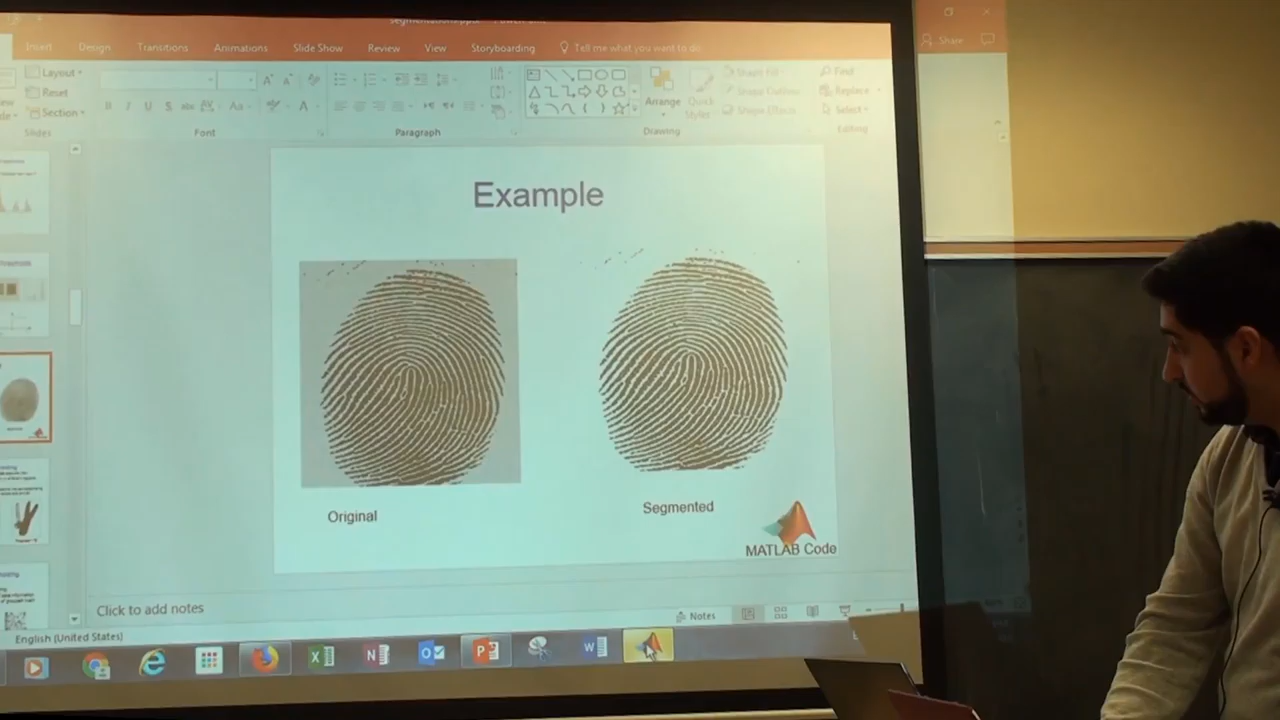 segmentations.pptx
Share
Insert Design Transitions Animations Slide Show Review View Storyboarding Tell me what you want to do
Layout
Reset
Section
Slides
Font
Paragraph
Arrange
Quick
Styles
Drawing
Shape Fill
Shape Outline
Shape Effects
Find
Replace
Select
Editing
Example
Original
Segmented
MATLAB Code
Click to add notes
Notes
English (United States)